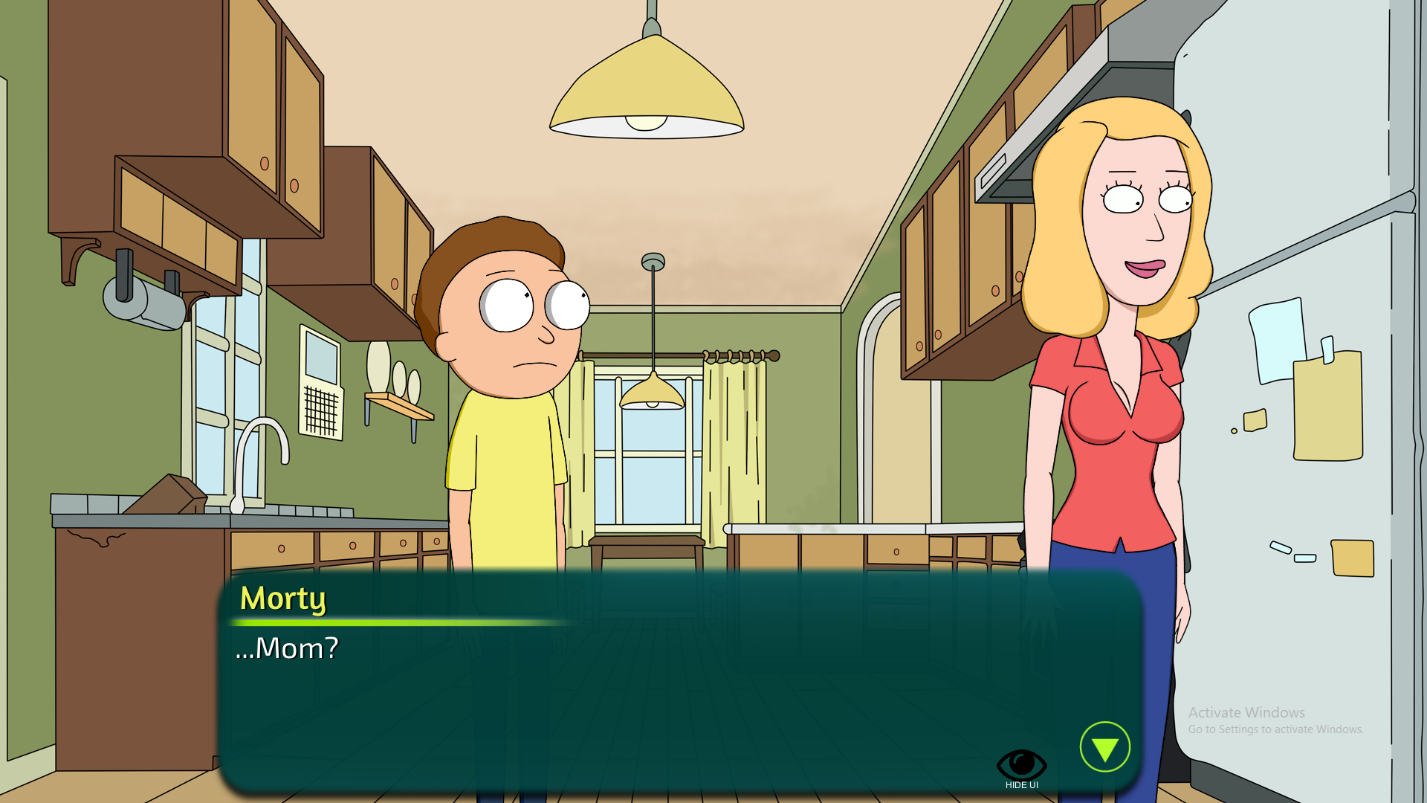 Morty
...Mom?
HIDE UI
Activate Windows
Go to Settings to activate Windows.